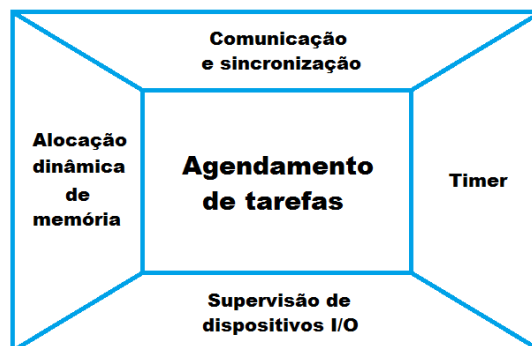 Comunicação
e sincronização
Alocação
dinâmica
de
memória
Agendamento
de tarefas
Timer
Supervisão de
dispositivos I/O